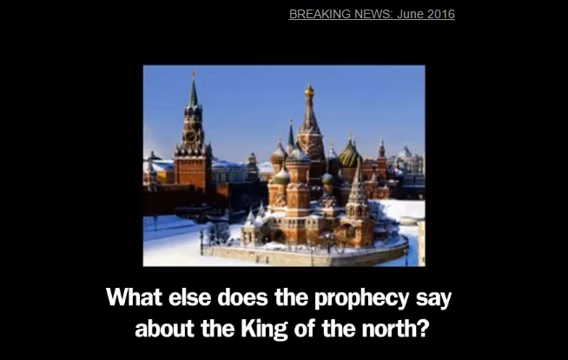 BREAKING NEWS: June 2016
What else does the prophecy say
about the King of the north?